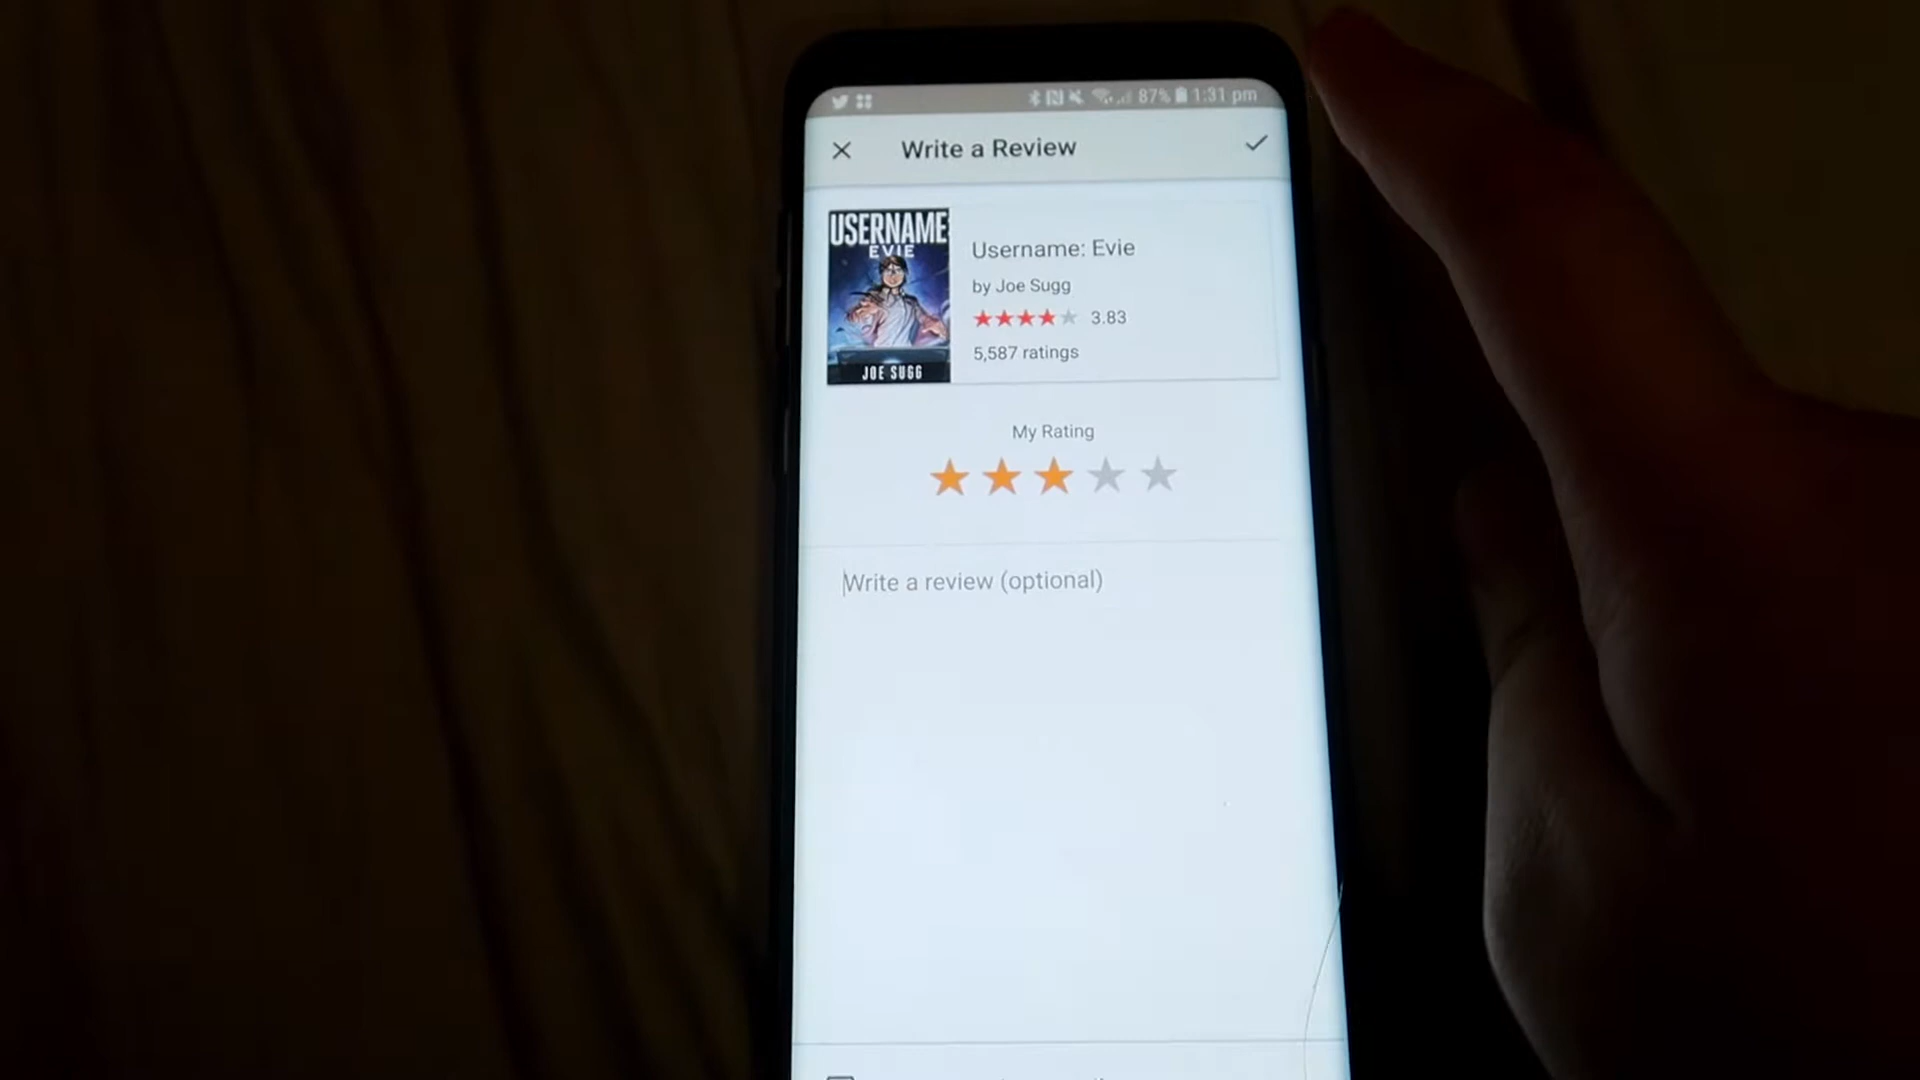 87% 1:31 pm
Write a Review
USERNAME
EVIE
JOE SUGG
Username: Evie
by Joe Sugg
3.83
5,587 ratings
My Rating
Write a review (optional)